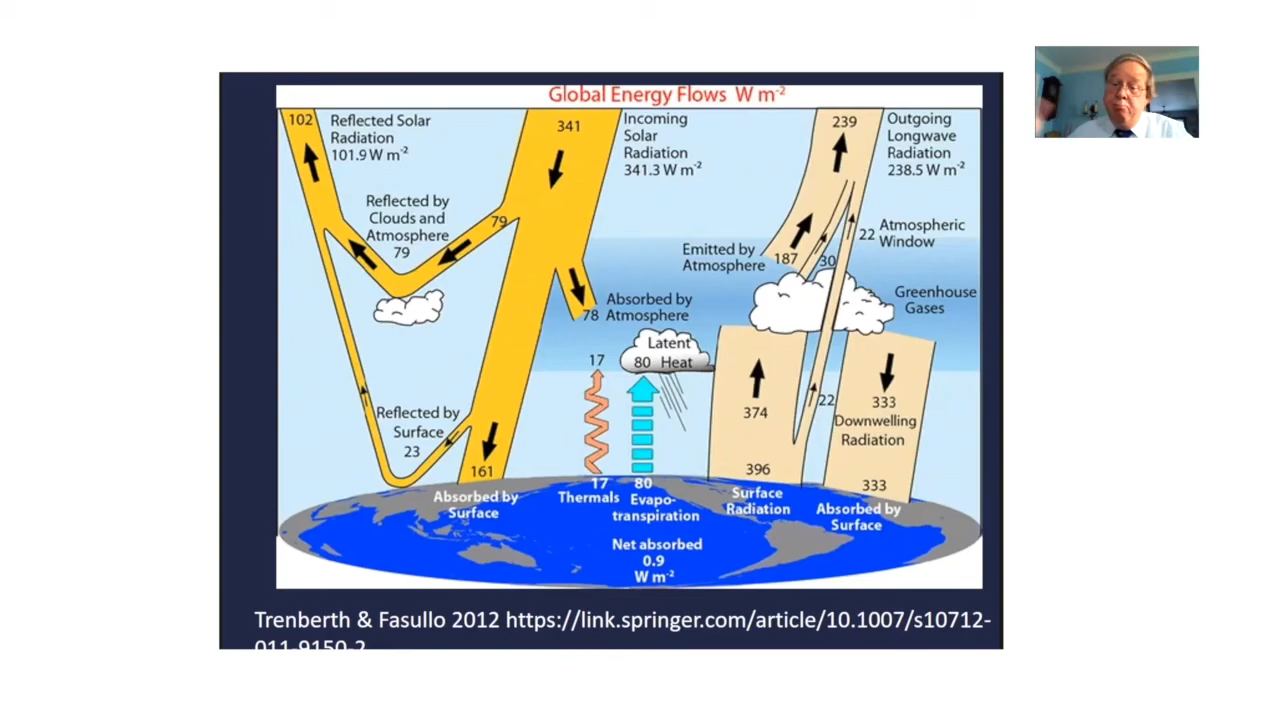 Global Energy Flows W m⁻²
102
Reflected Solar
Radiation
101.9 W m⁻²
341
Incoming
Solar
Radiation
341.3 W m⁻²
239
Outgoing
Longwave
Radiation
238.5 W m⁻²
Reflected by
Clouds and
Atmosphere
79
79
Emitted by
Atmosphere
187
30
22
Atmospheric
Window
Greenhouse
Gases
78
Absorbed by
Atmosphere
Latent
80 Heat
17
374
22
333
Downwelling
Radiation
Reflected by
Surface
23
161
Absorbed by
Surface
17
Thermals
80
Evapo-
transpiration
396
Surface
Radiation
333
Absorbed by
Surface
Net absorbed
0.9
W m⁻²
Trenberth & Fasullo 2012 https://link.springer.com/article/10.1007/s10712-
011-9150-2